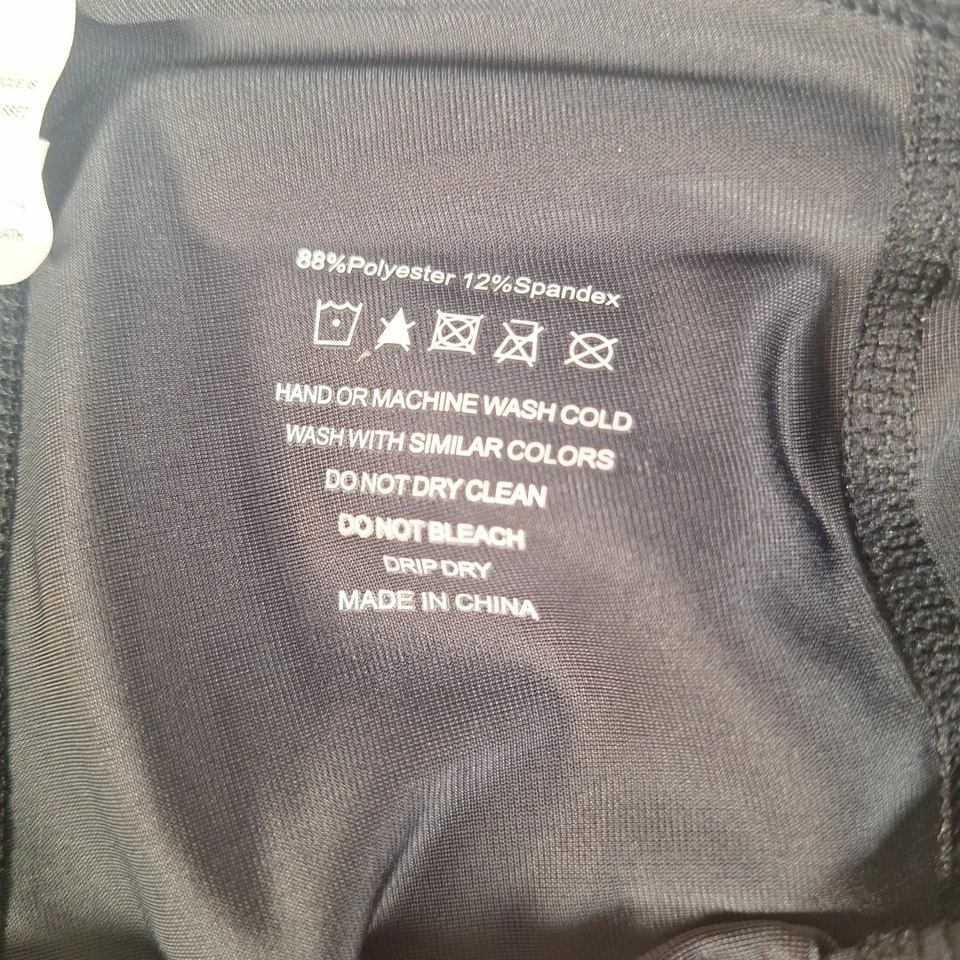 88%Polyester 12%Spandex
HAND OR MACHINE WASH COLD
WASH WITH SIMILAR COLORS
DO NOT DRY CLEAN
DO NOT BLEACH
DRIP DRY
MADE IN CHINA